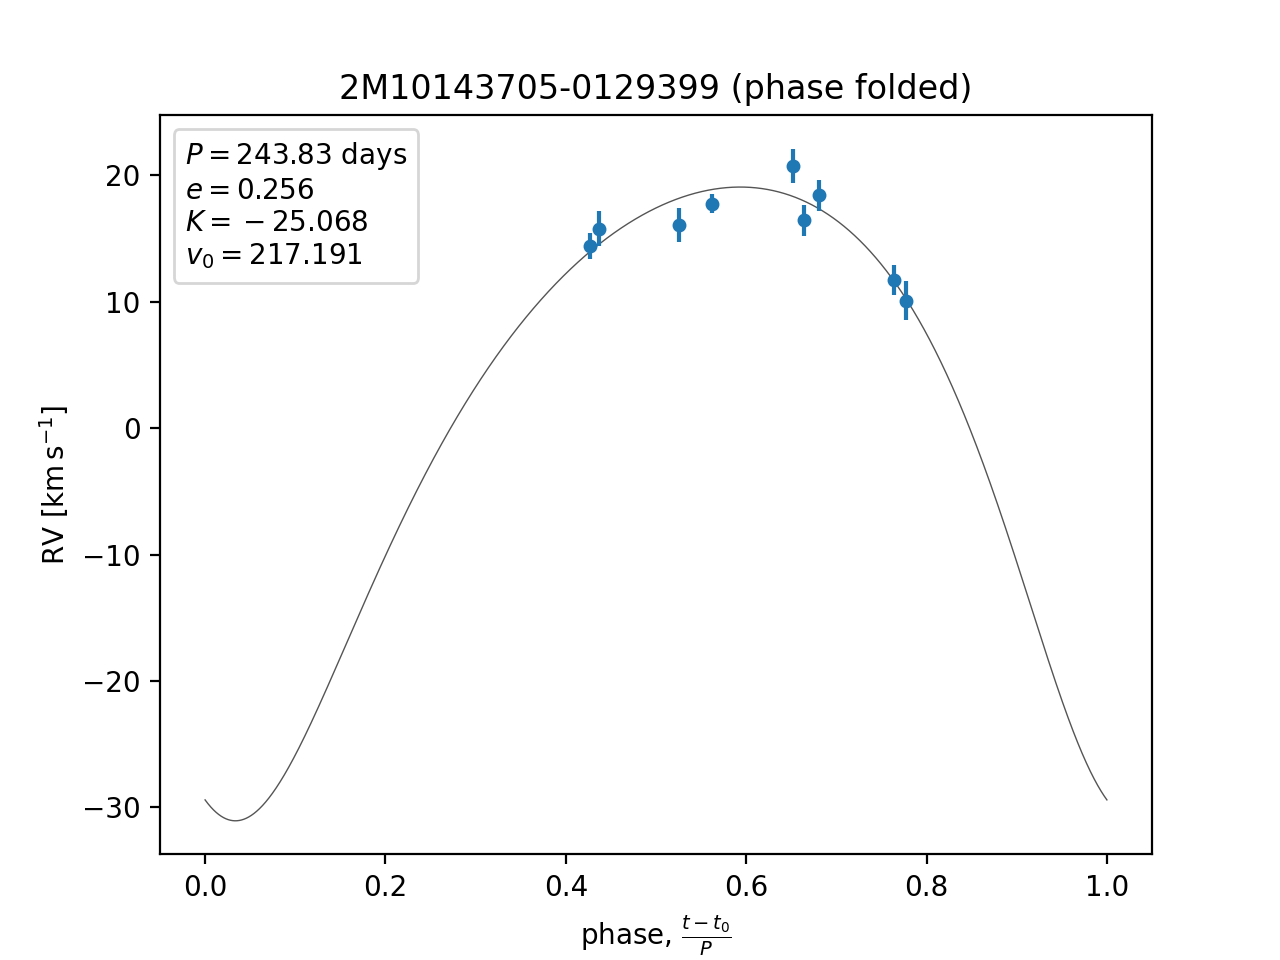 2M10143705-0129399 (phase folded)
P = 243.83 days
e = 0.256
K = −25.068
v₀ = 217.191
RV [km s⁻¹]
20
10
0
−10
−20
−30
0.0 0.2 0.4 0.6 0.8 1.0
phase, (t − t₀)/P